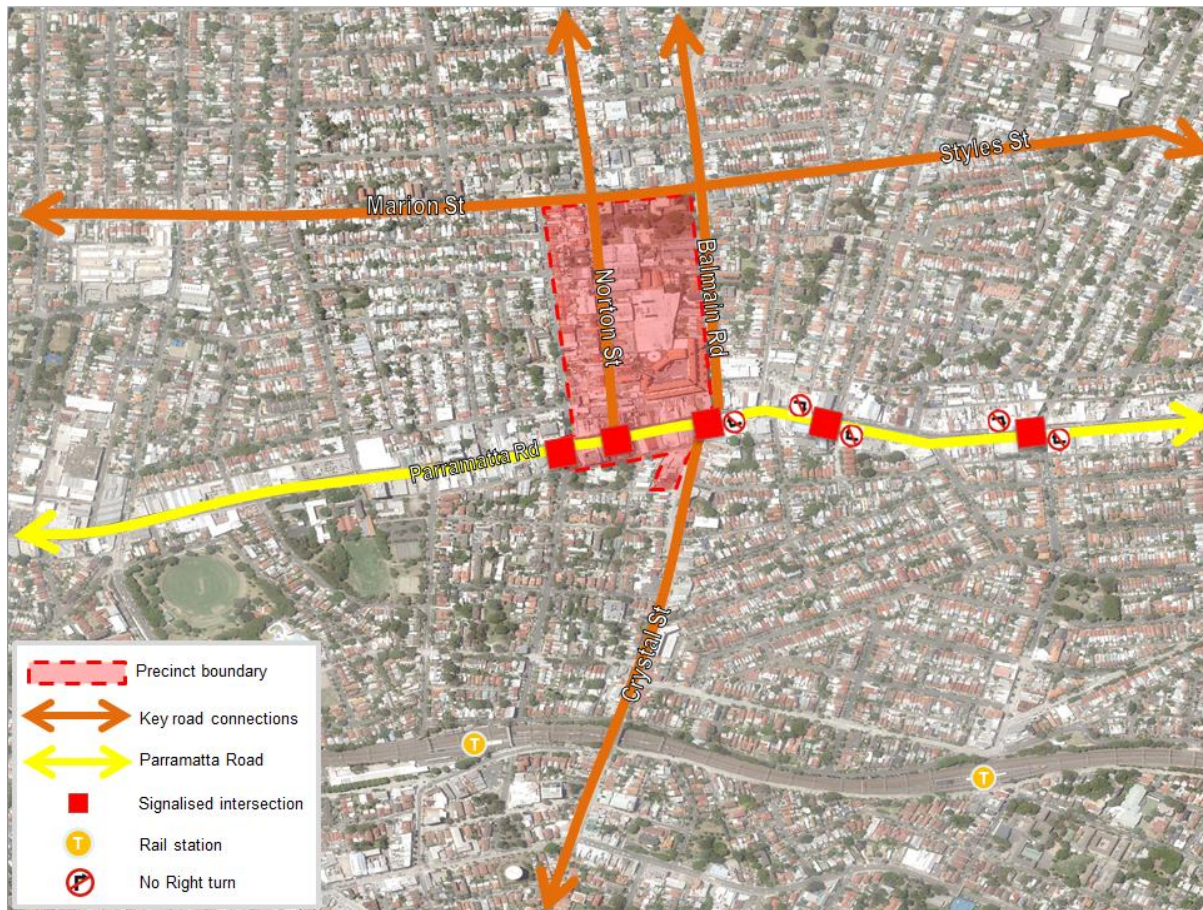 Styles St
Marion St
Norton St
Balmain Rd
Parramatta Rd
Crystal St
T
T
Precinct boundary
Key road connections
Parramatta Road
Signalised intersection
T
Rail station
No Right turn